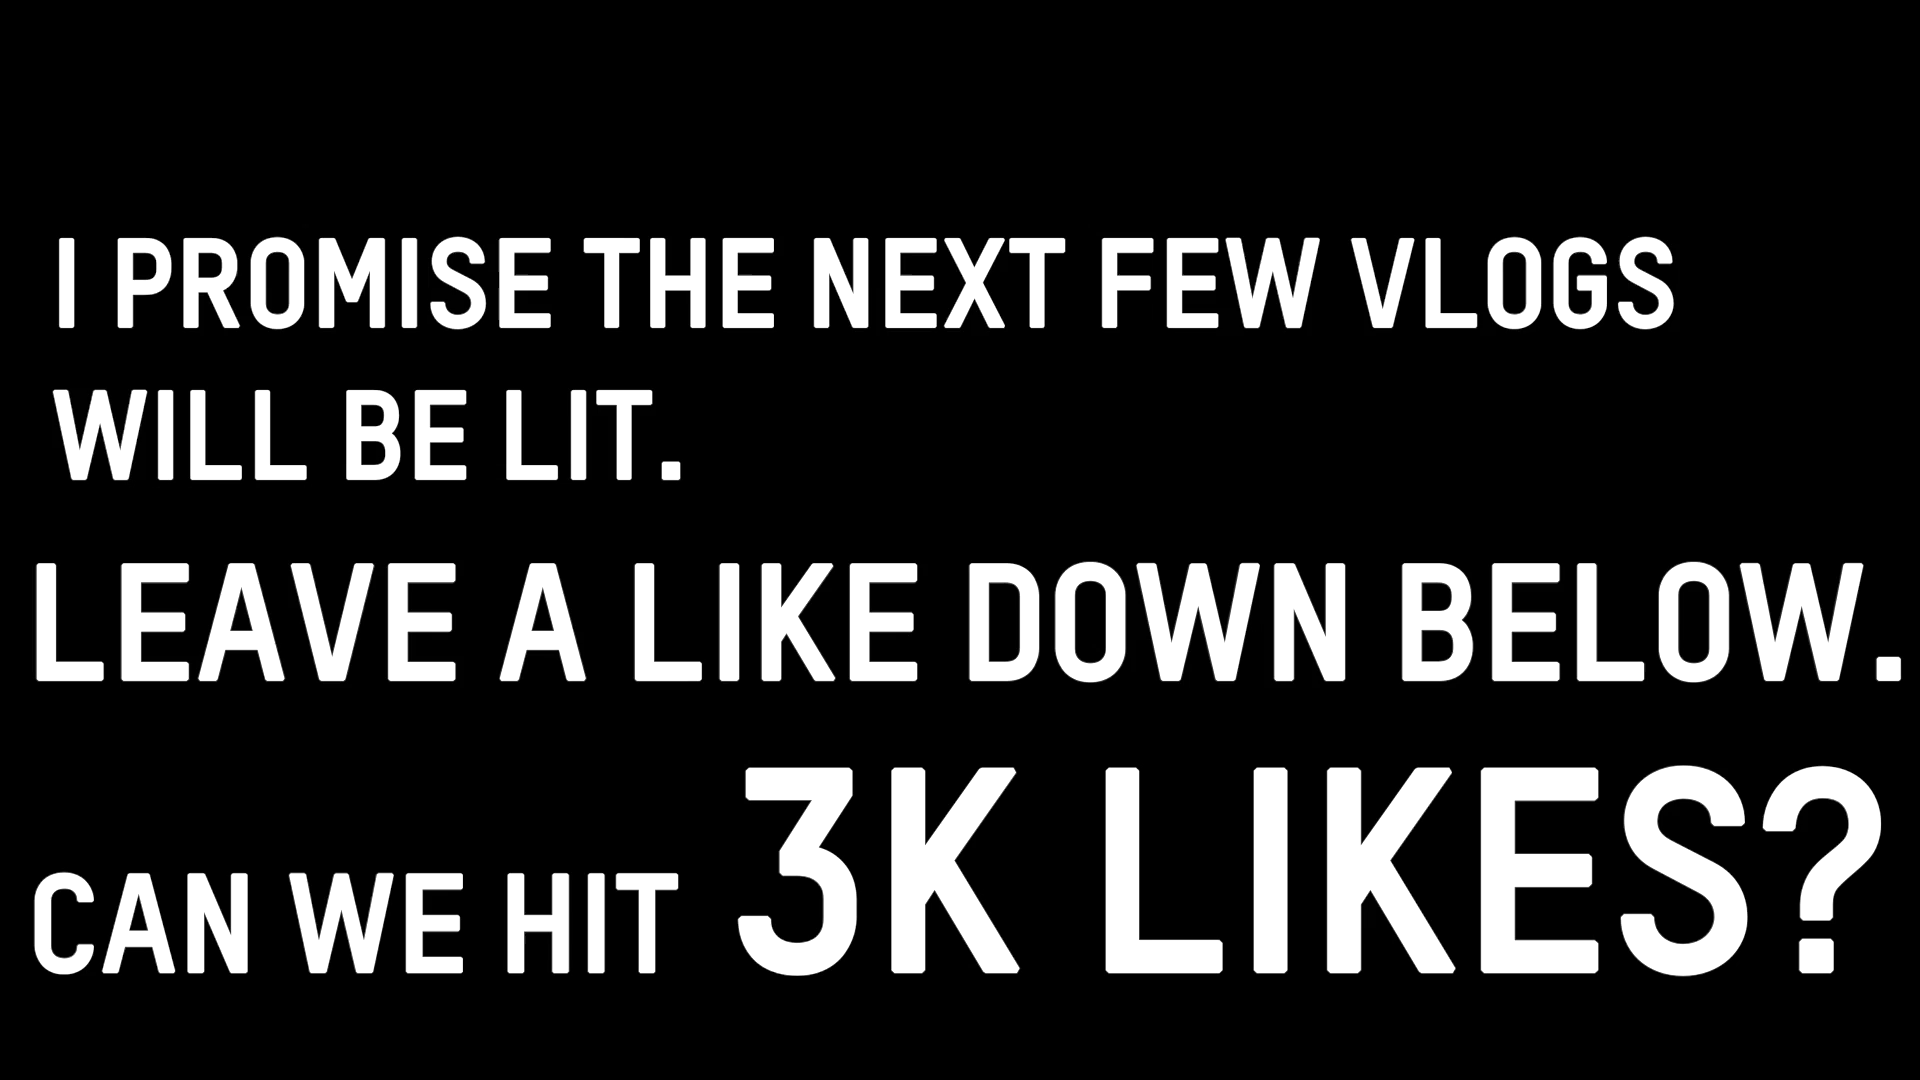 I PROMISE THE NEXT FEW VLOGS
WILL BE LIT.
LEAVE A LIKE DOWN BELOW.
CAN WE HIT 3K LIKES?